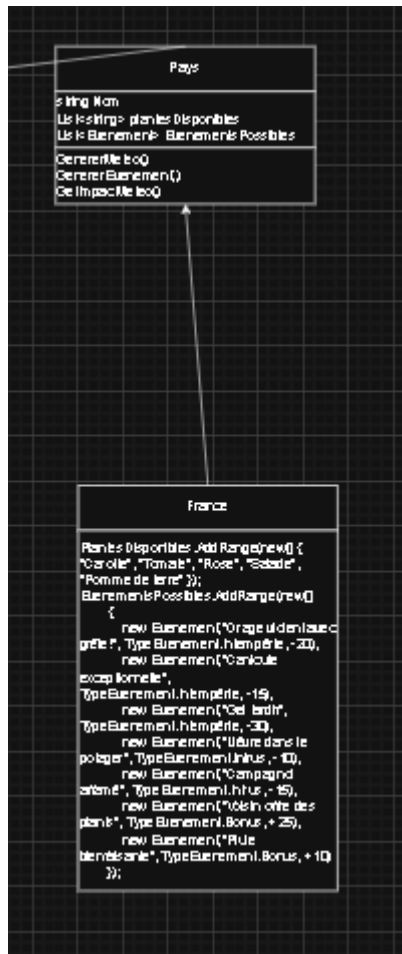 Pays
string Nom
List<string> plantesDisponibles
List<Evenement> EvenementsPossibles
GenererMeteo()
GenererEvenement()
GetImpactMeteo()
France
PlantesDisponibles.AddRange(new[] {
"Carotte", "Tomate", "Rose", "Salade",
"Pomme de terre" });
EvenementsPossibles.AddRange(new[]
{
new Evenement("Orage violent avec
grêle!", TypeEvenement.Intempérie, -20),
new Evenement("Canicule
exceptionnelle",
TypeEvenement.Intempérie, -15),
new Evenement("Gel tardif",
TypeEvenement.Intempérie, -30),
new Evenement("Lièvre dans le
potager", TypeEvenement.Intrus, -10),
new Evenement("Campagnol
affamé", TypeEvenement.Intrus, -15),
new Evenement("Voisin offre des
plants", TypeEvenement.Bonus, +25),
new Evenement("Pluie
bienfaisante", TypeEvenement.Bonus, +10)
});